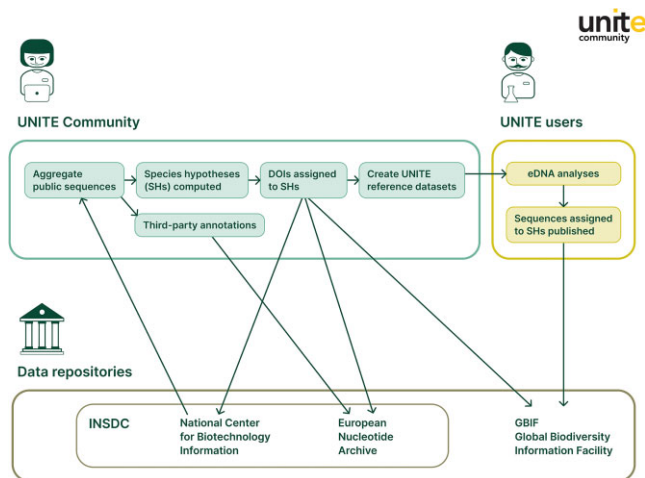 unite
community
UNITE Community
UNITE users
Aggregate
public sequences
Species hypotheses
(SHs) computed
DOIs assigned
to SHs
Create UNITE
reference datasets
eDNA analyses
Third-party annotations
Sequences assigned
to SHs published
Data repositories
INSDC
National Center
for Biotechnology
Information
European
Nucleotide
Archive
GBIF
Global Biodiversity
Information Facility